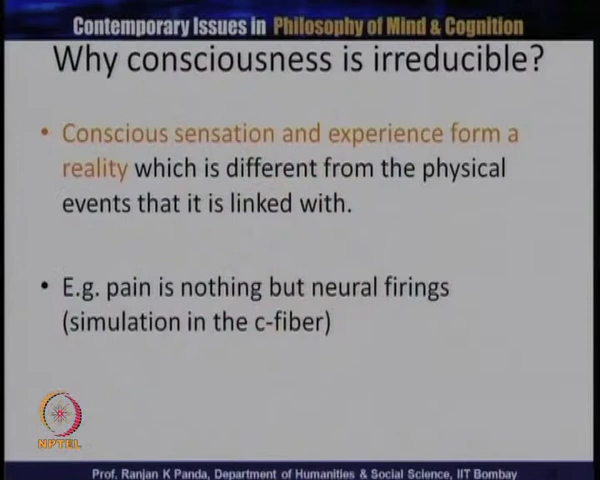 Contemporary Issues in Philosophy of Mind & Cognition
Why consciousness is irreducible?
• Conscious sensation and experience form a
reality which is different from the physical
events that it is linked with.
• E.g. pain is nothing but neural firings
(simulation in the c-fiber)
NPTEL
Prof. Ranjan K Panda, Department of Humanities & Social Science, IIT Bombay